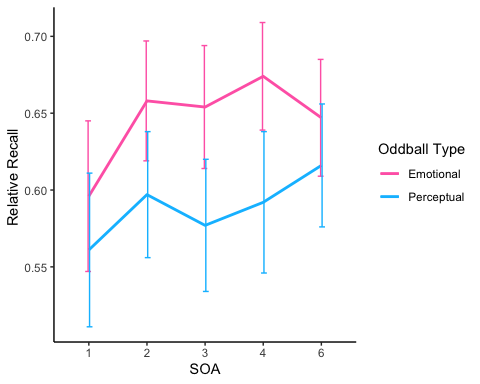 0.70
0.65
0.60
0.55
Relative Recall
1 2 3 4 6
SOA
Oddball Type
Emotional
Perceptual